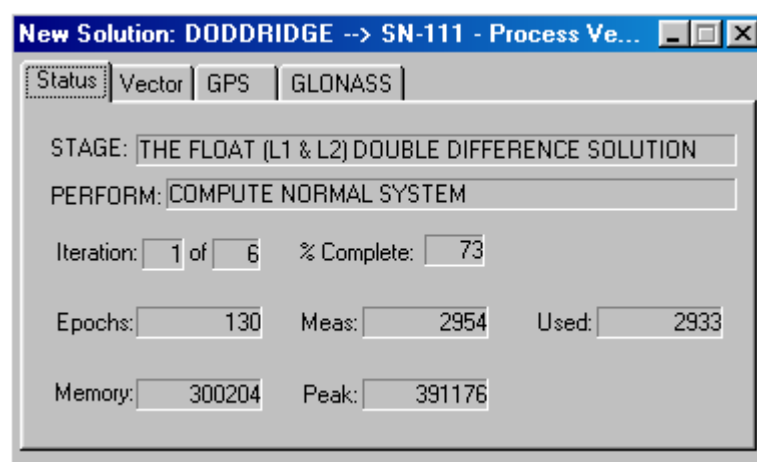 New Solution: DODDRIDGE --> SN-111 - Process Ve...
Status Vector GPS GLONASS
STAGE: THE FLOAT (L1 & L2) DOUBLE DIFFERENCE SOLUTION
PERFORM: COMPUTE NORMAL SYSTEM
Iteration: 1 of 6 % Complete: 73
Epochs: 130 Meas: 2954 Used: 2933
Memory: 300204 Peak: 391176